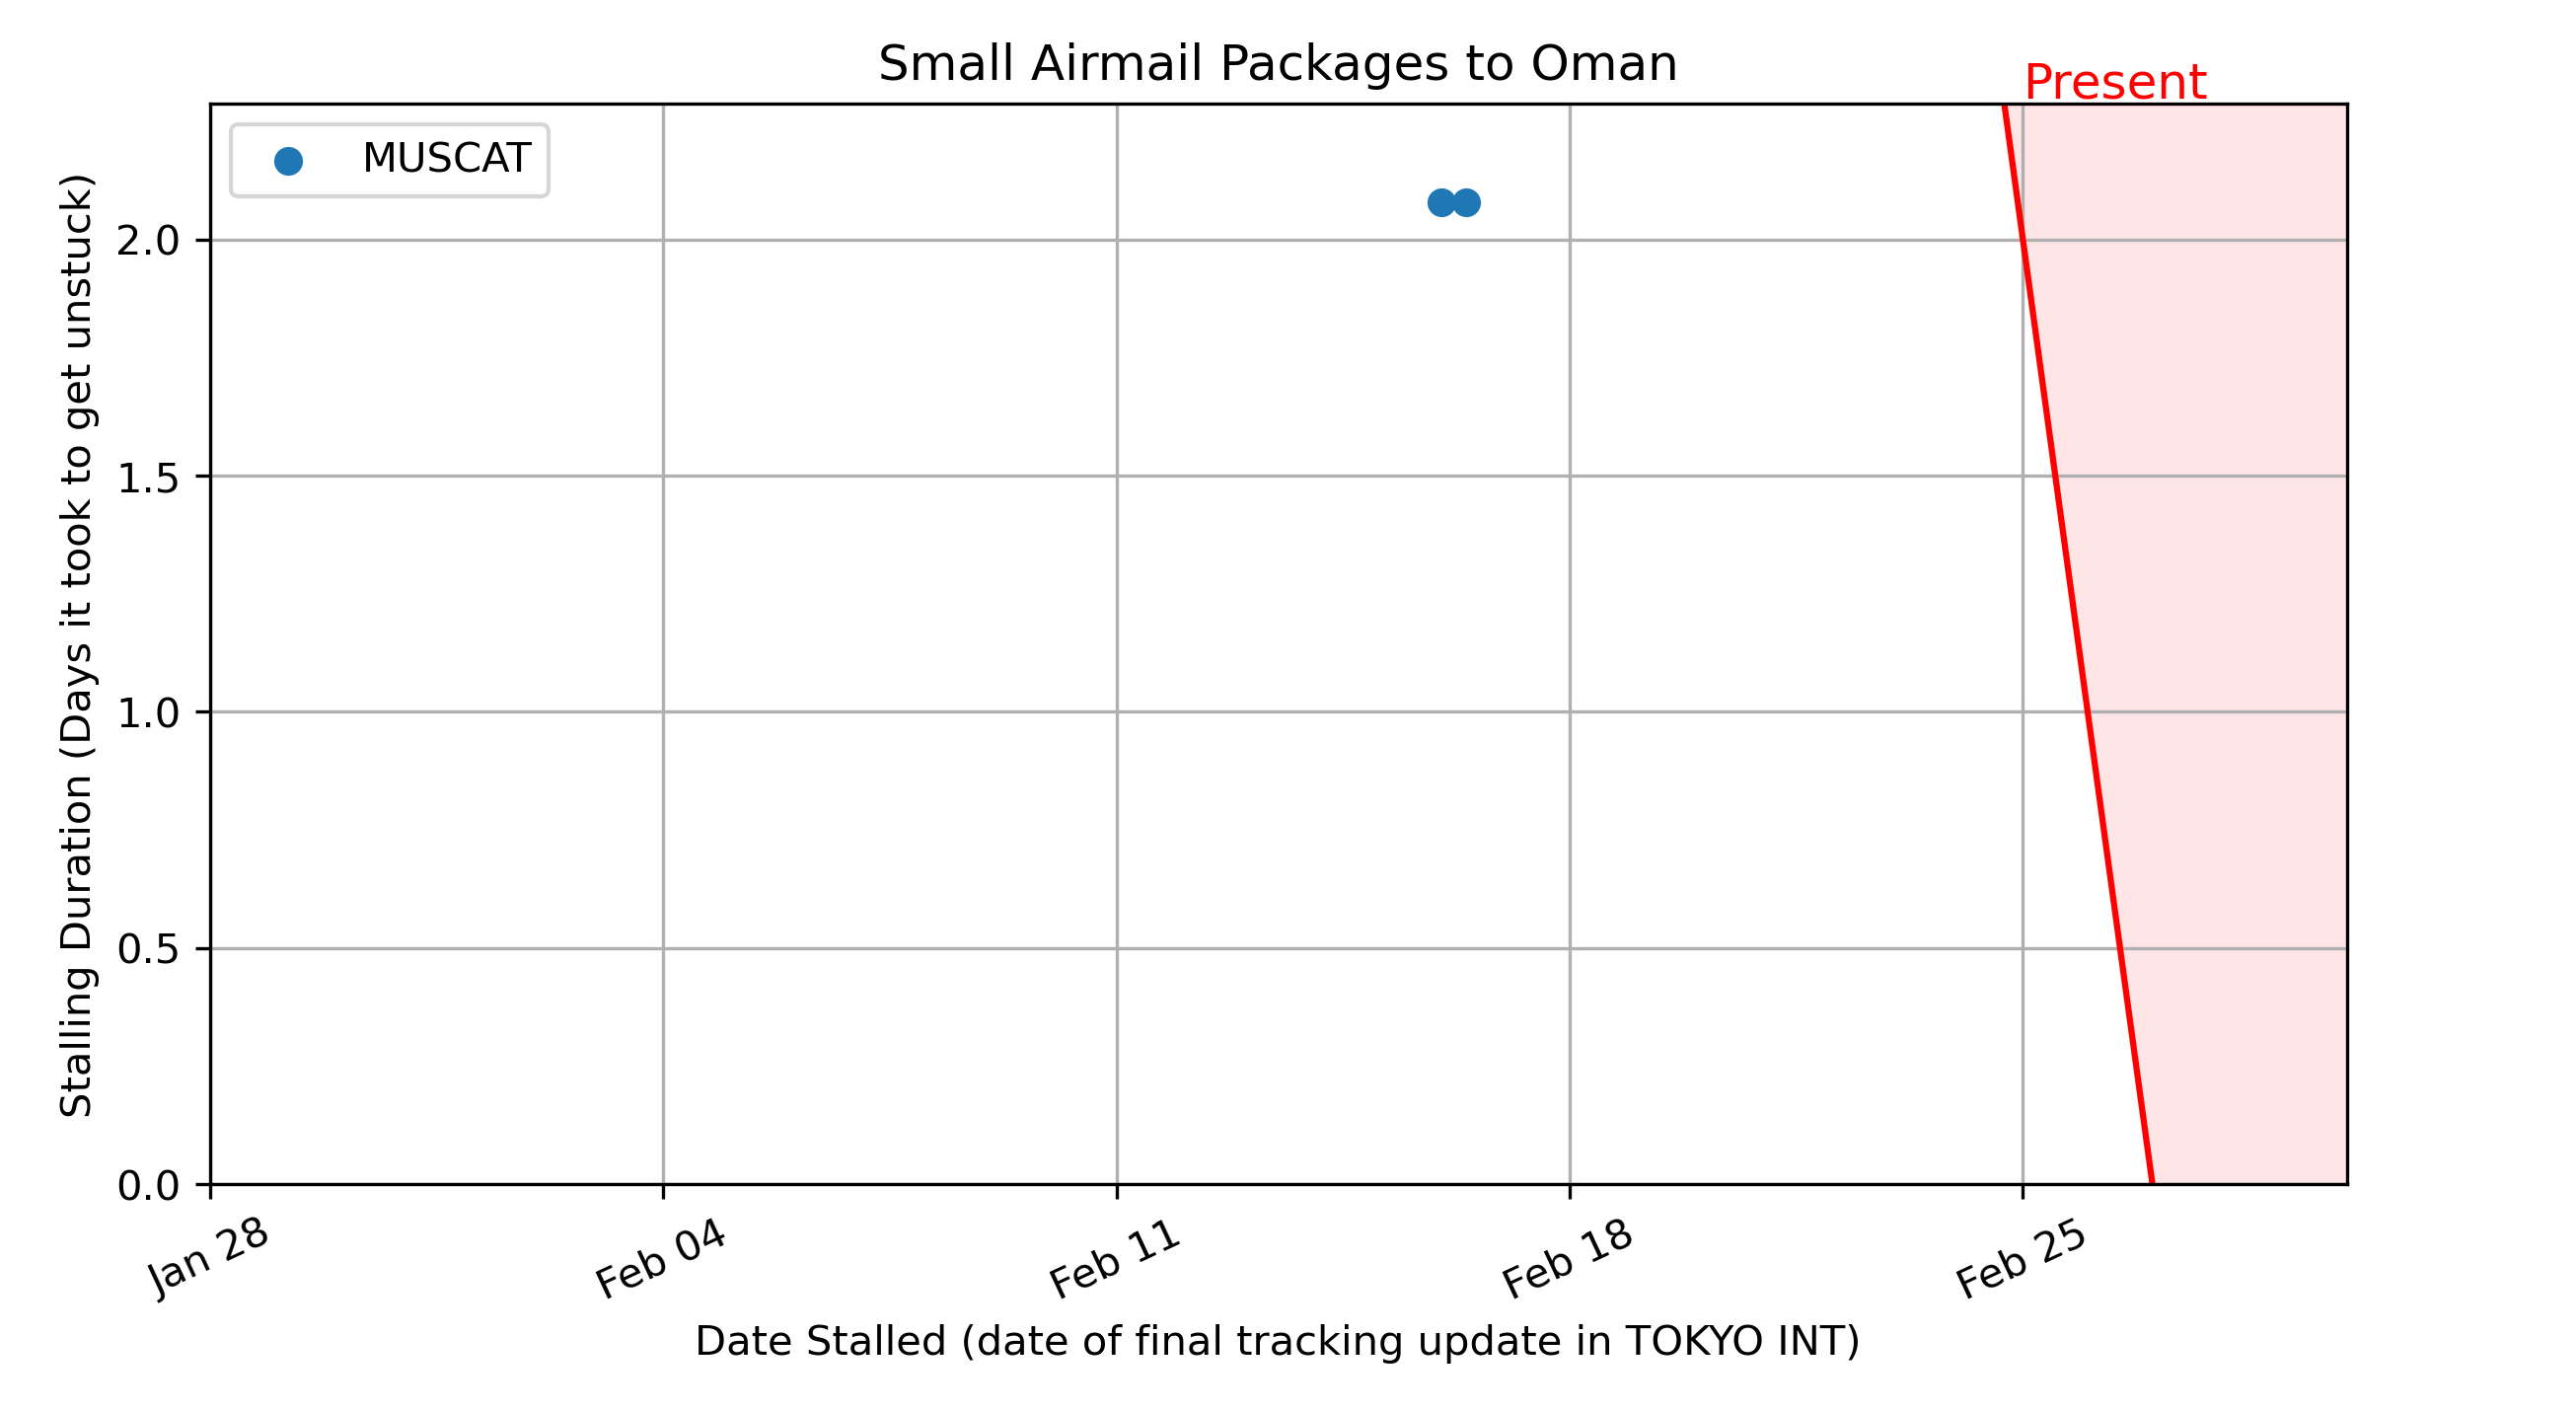 Small Airmail Packages to Oman
Present
MUSCAT
Stalling Duration (Days it took to get unstuck)
2.0
1.5
1.0
0.5
0.0
Jan 28
Feb 04
Feb 11
Feb 18
Feb 25
Date Stalled (date of final tracking update in TOKYO INT)